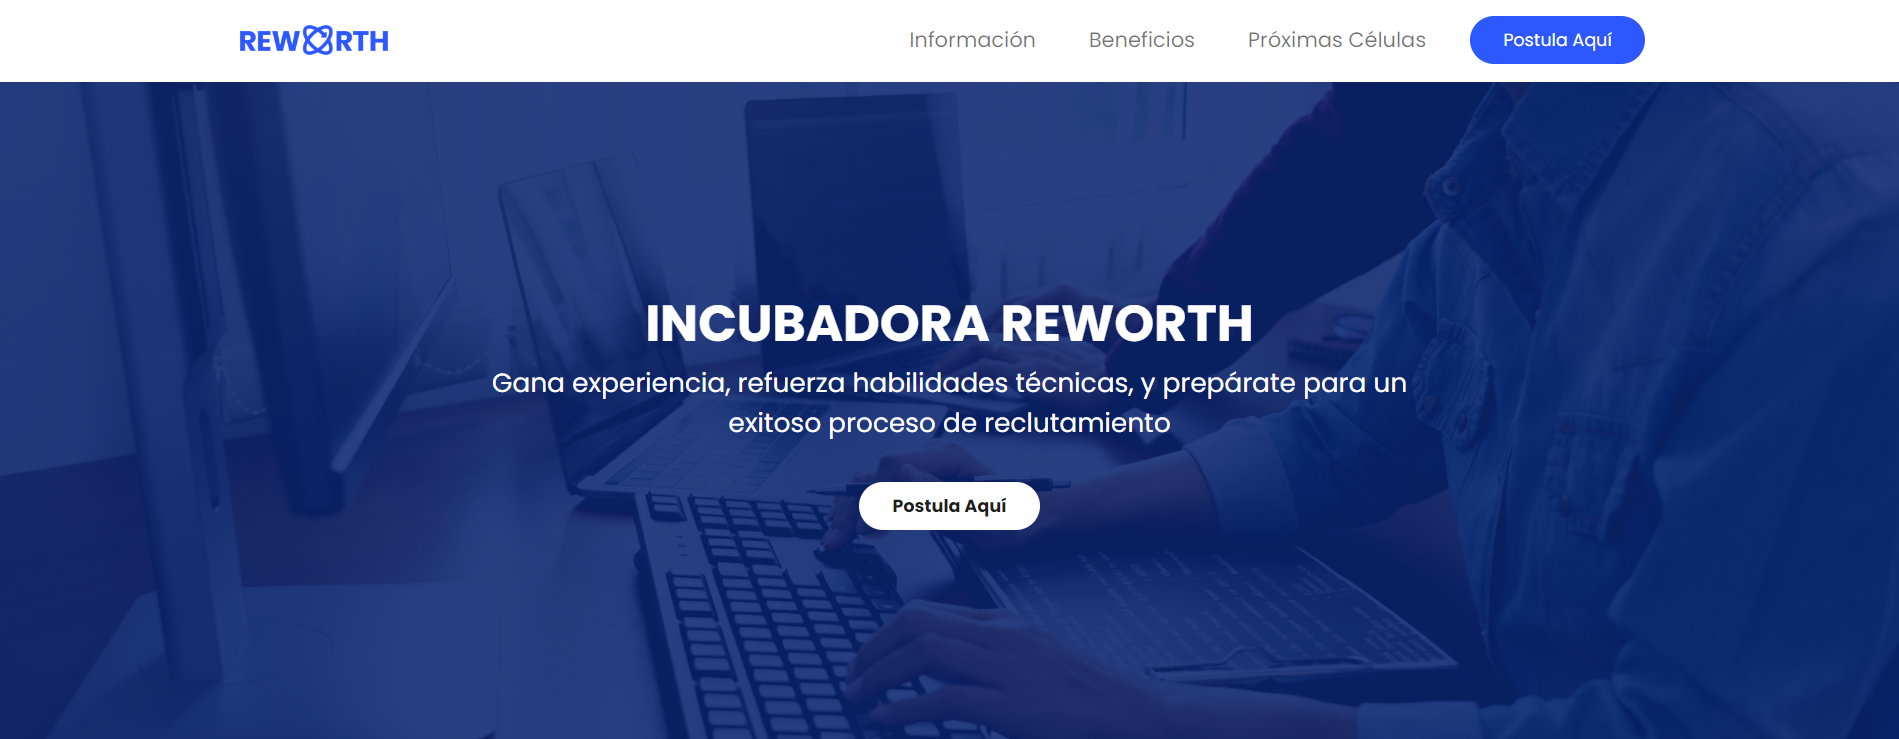 REWORTH
Información
Beneficios
Próximas Células
Postula Aquí
INCUBADORA REWORTH
Gana experiencia, refuerza habilidades técnicas, y prepárate para un
exitoso proceso de reclutamiento
Postula Aquí